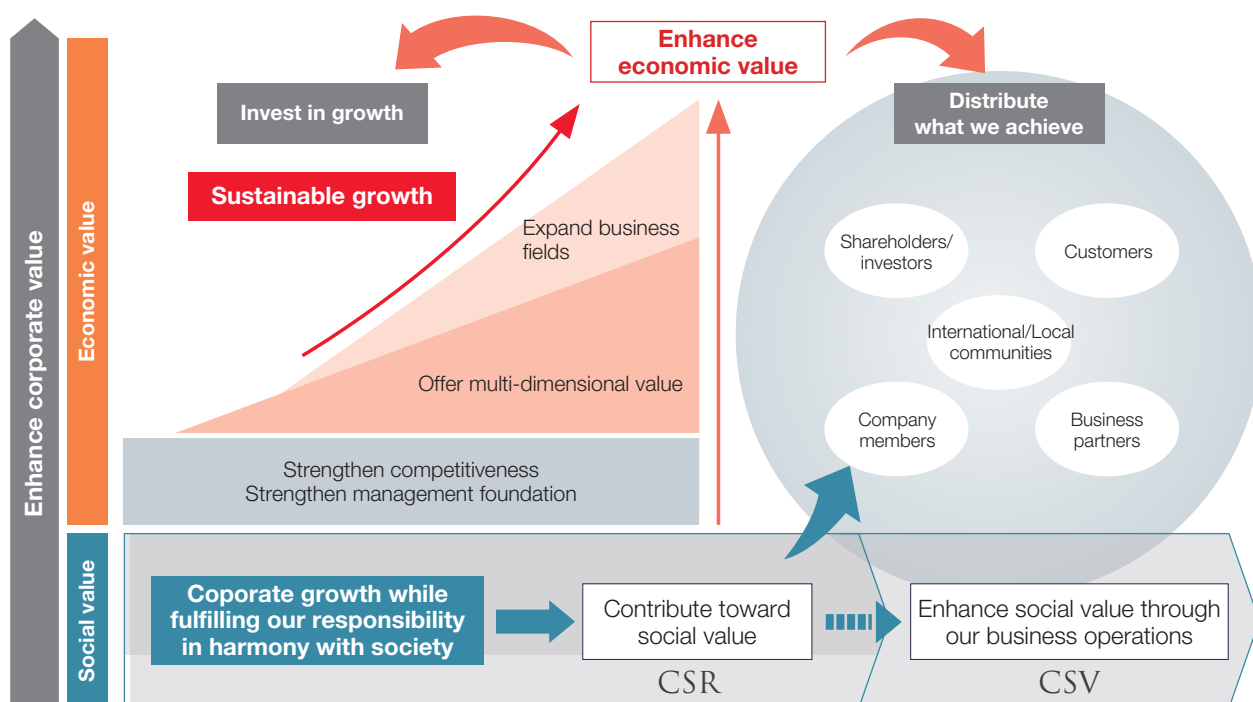 Enhance corporate value
Economic value
Social value
Enhance
economic value
Invest in growth
Distribute
what we achieve
Sustainable growth
Expand business
fields
Offer multi-dimensional value
Strengthen competitiveness
Strengthen management foundation
Shareholders/
investors
Customers
International/Local
communities
Company
members
Business
partners
Coporate growth while
fulfilling our responsibility
in harmony with society
Contribute toward
social value
CSR
Enhance social value through
our business operations
CSV